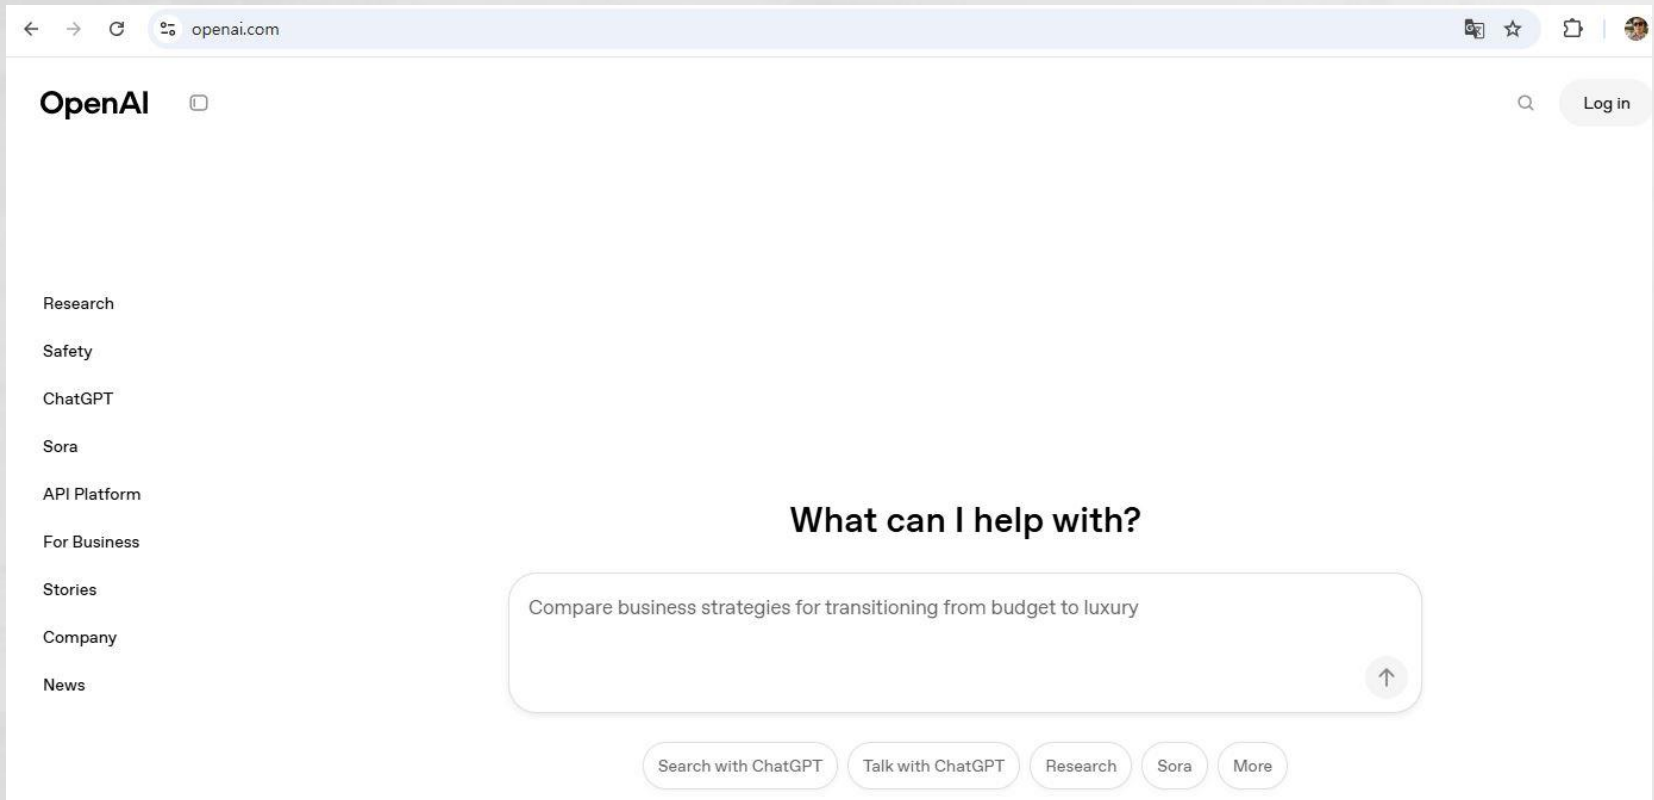 openai.com
OpenAI
Log in
Research
Safety
ChatGPT
Sora
API Platform
For Business
Stories
Company
News
What can I help with?
Compare business strategies for transitioning from budget to luxury
Search with ChatGPT
Talk with ChatGPT
Research
Sora
More